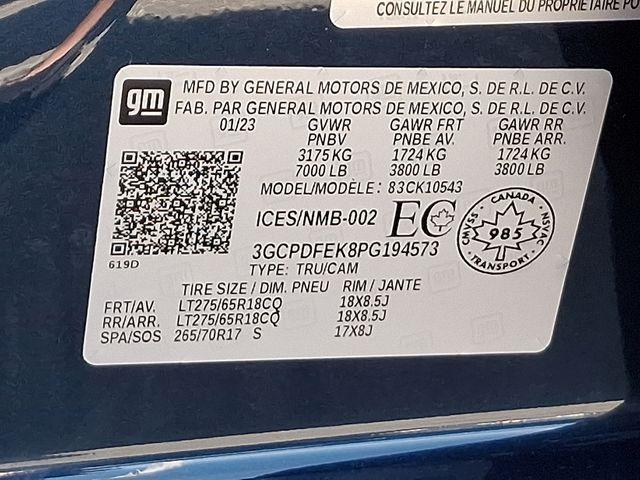 CONSULTEZ LE MANUEL DU PROPRIÉTAIRE PO
gm
MFD BY GENERAL MOTORS DE MEXICO, S. DE R.L. DE C.V.
FAB. PAR GENERAL MOTORS DE MEXICO, S. DE R.L. DE C.V.
01/23 GVWR GAWR FRT GAWR RR
PNBV PNBE AV. PNBE ARR.
3175 KG 1724 KG 1724 KG
7000 LB 3800 LB 3800 LB
MODEL/MODÈLE: 83CK10543
ICES/NMB-002 EC
CANADA
CMVSS 985 NSVAC
TRANSPORT
3GCPDFEK8PG194573
619D
TYPE: TRU/CAM
TIRE SIZE / DIM. PNEU RIM / JANTE
FRT/AV. LT275/65R18CQ 18X8.5J
RR/ARR. LT275/65R18CQ 18X8.5J
SPA/SOS 265/70R17 S 17X8J